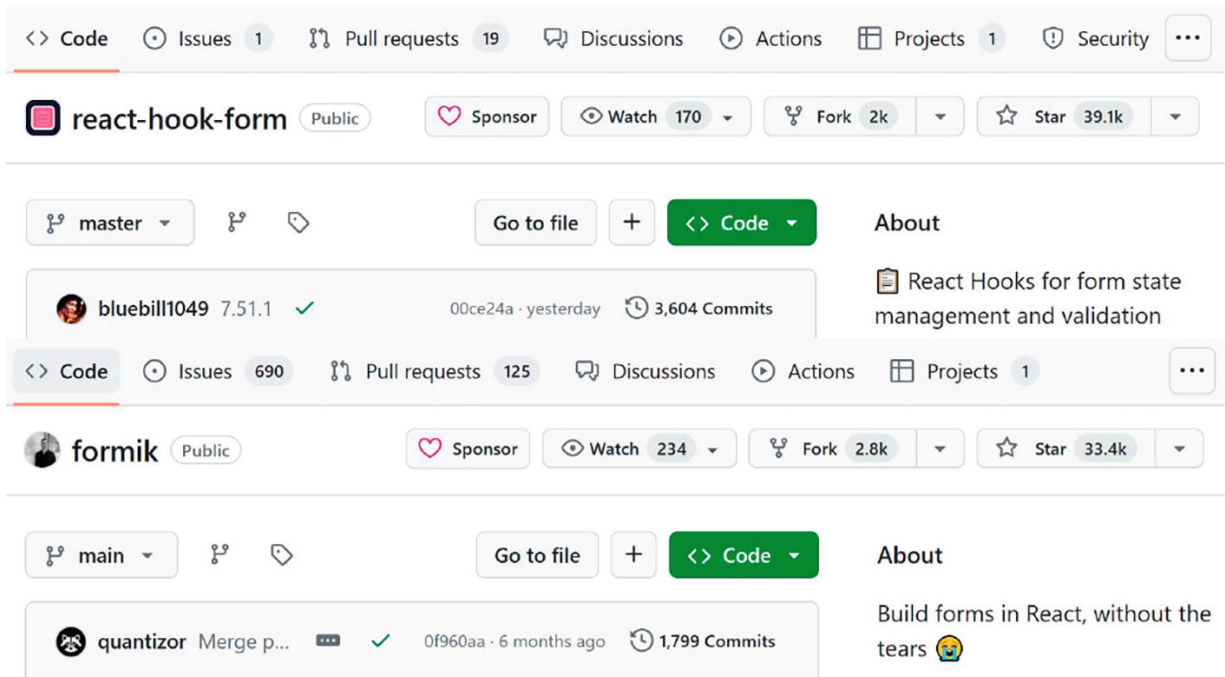 Code Issues 1 Pull requests 19 Discussions Actions Projects 1 Security
react-hook-form Public Sponsor Watch 170 Fork 2k Star 39.1k
master Go to file Code About
bluebill1049 7.51.1 00ce24a · yesterday 3,604 Commits
📋 React Hooks for form state
management and validation
Code Issues 690 Pull requests 125 Discussions Actions Projects 1
formik Public Sponsor Watch 234 Fork 2.8k Star 33.4k
main Go to file Code About
quantizor Merge p... 0f960aa · 6 months ago 1,799 Commits
Build forms in React, without the
tears 😭